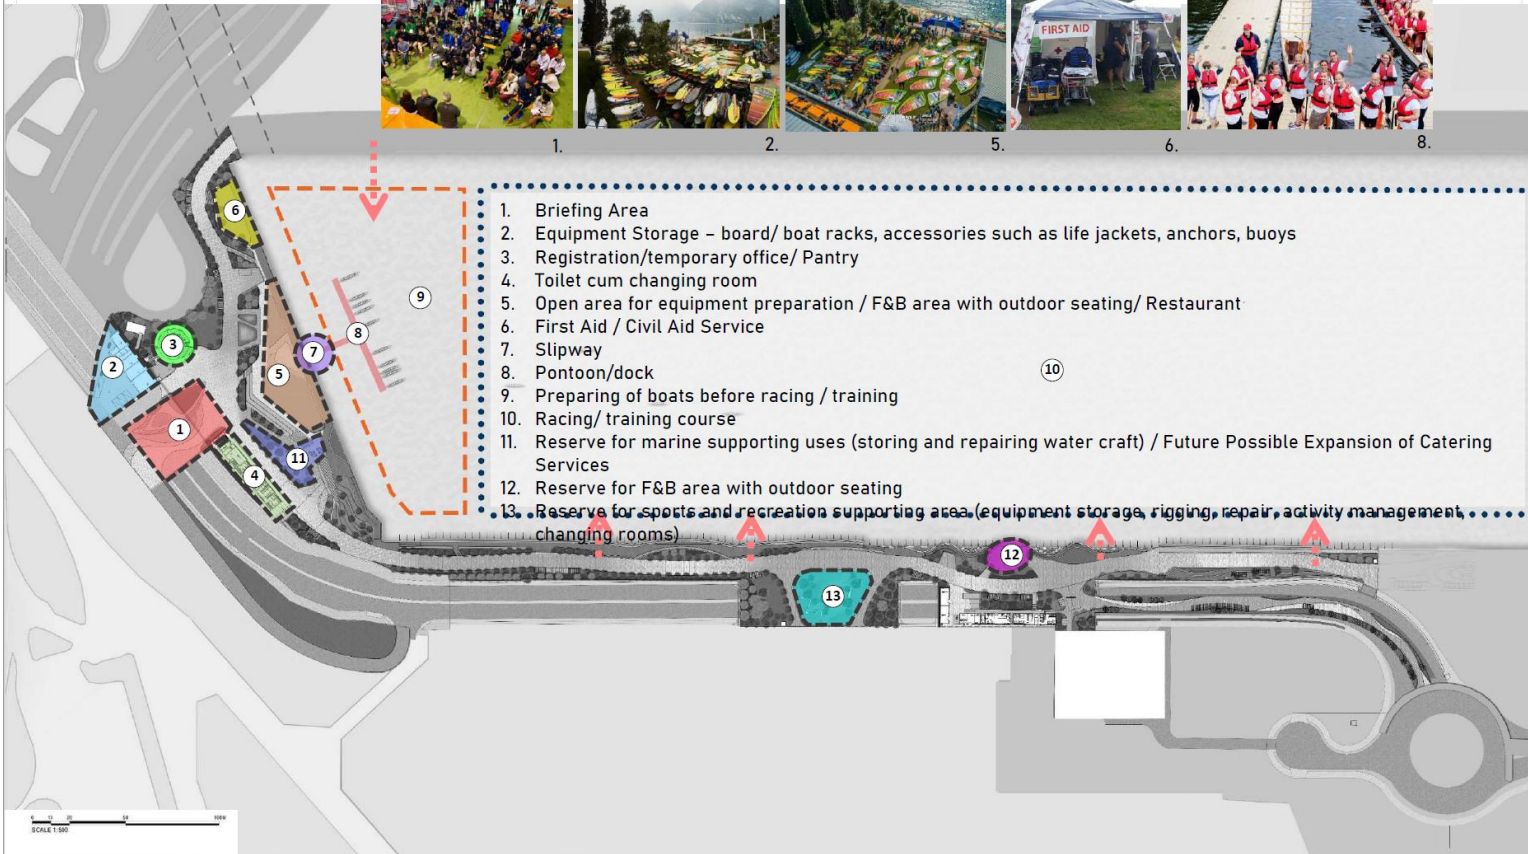 FIRST AID
1.
2.
5.
6.
8.
1. Briefing Area
2. Equipment Storage – board/ boat racks, accessories such as life jackets, anchors, buoys
3. Registration/temporary office/ Pantry
4. Toilet cum changing room
5. Open area for equipment preparation / F&B area with outdoor seating/ Restaurant
6. First Aid / Civil Aid Service
7. Slipway
8. Pontoon/dock
9. Preparing of boats before racing / training
10. Racing/ training course
11. Reserve for marine supporting uses (storing and repairing water craft) / Future Possible Expansion of Catering
Services
12. Reserve for F&B area with outdoor seating
13. Reserve for sports and recreation supporting area (equipment storage, rigging, repair, activity management,
changing rooms)
6
9
8
3
7
2
5
10
1
11
4
12
13
SCALE 1:500